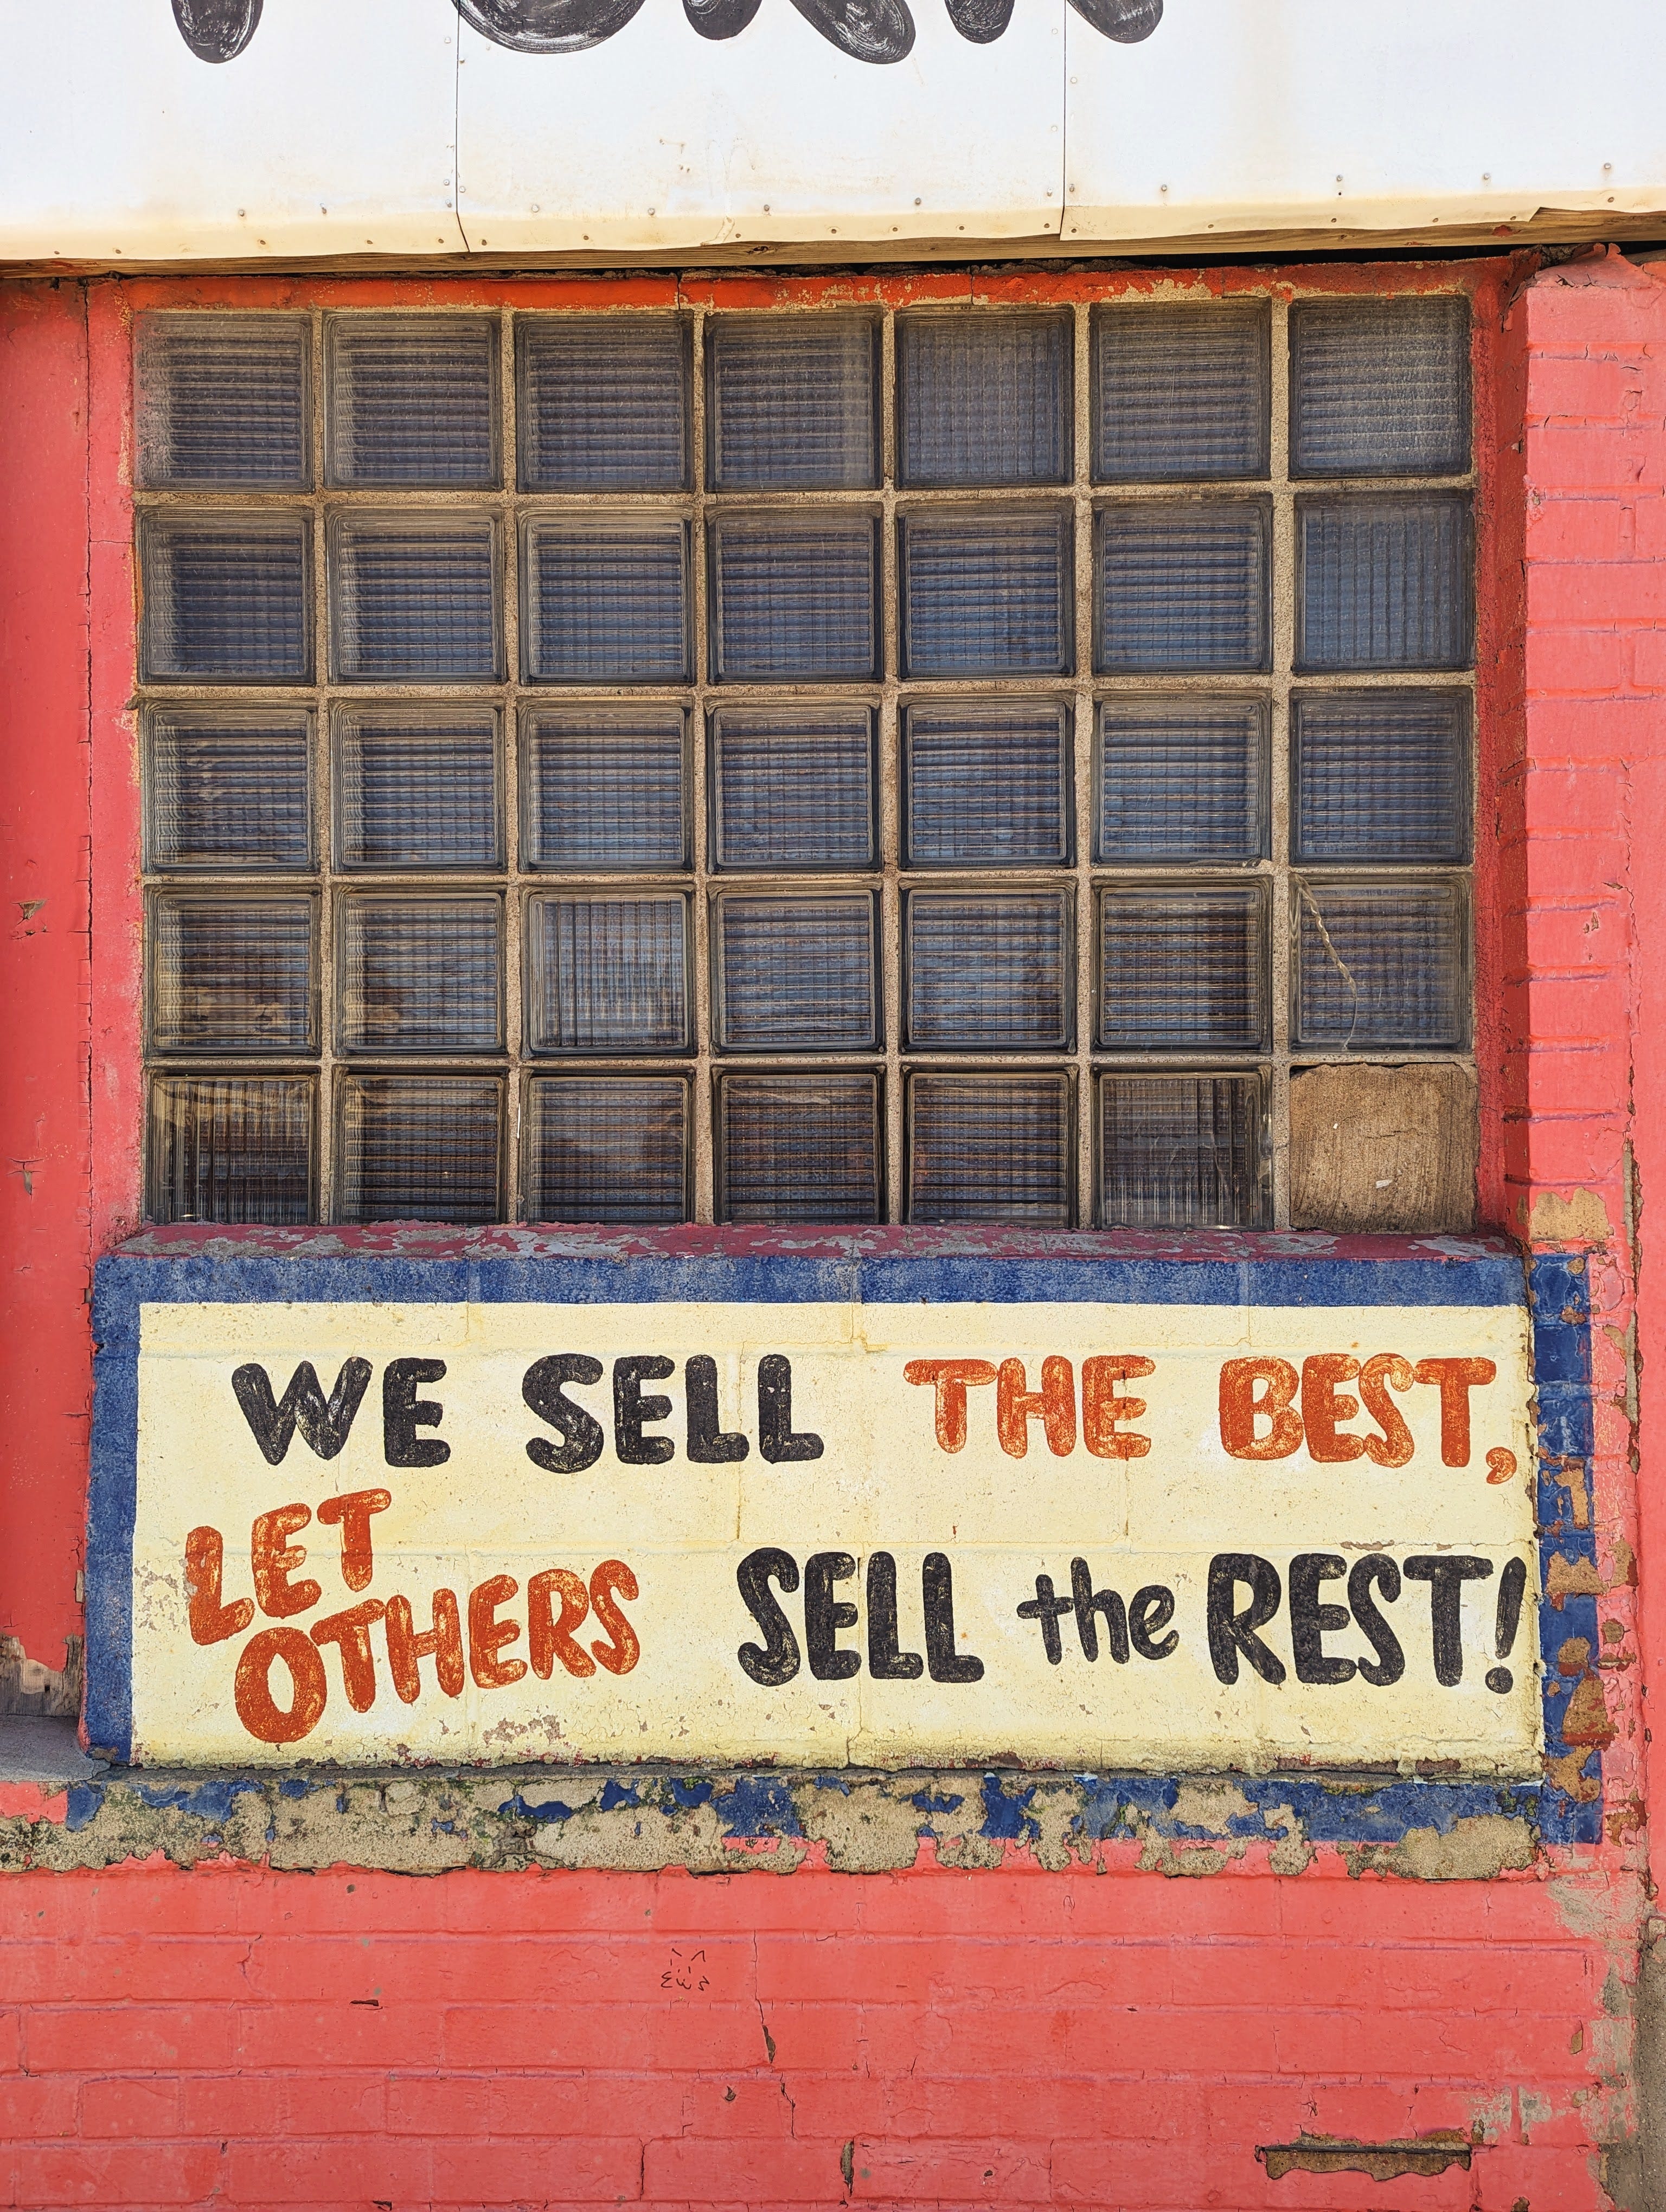 WE SELL THE BEST,
LET
OTHERS SELL the REST!